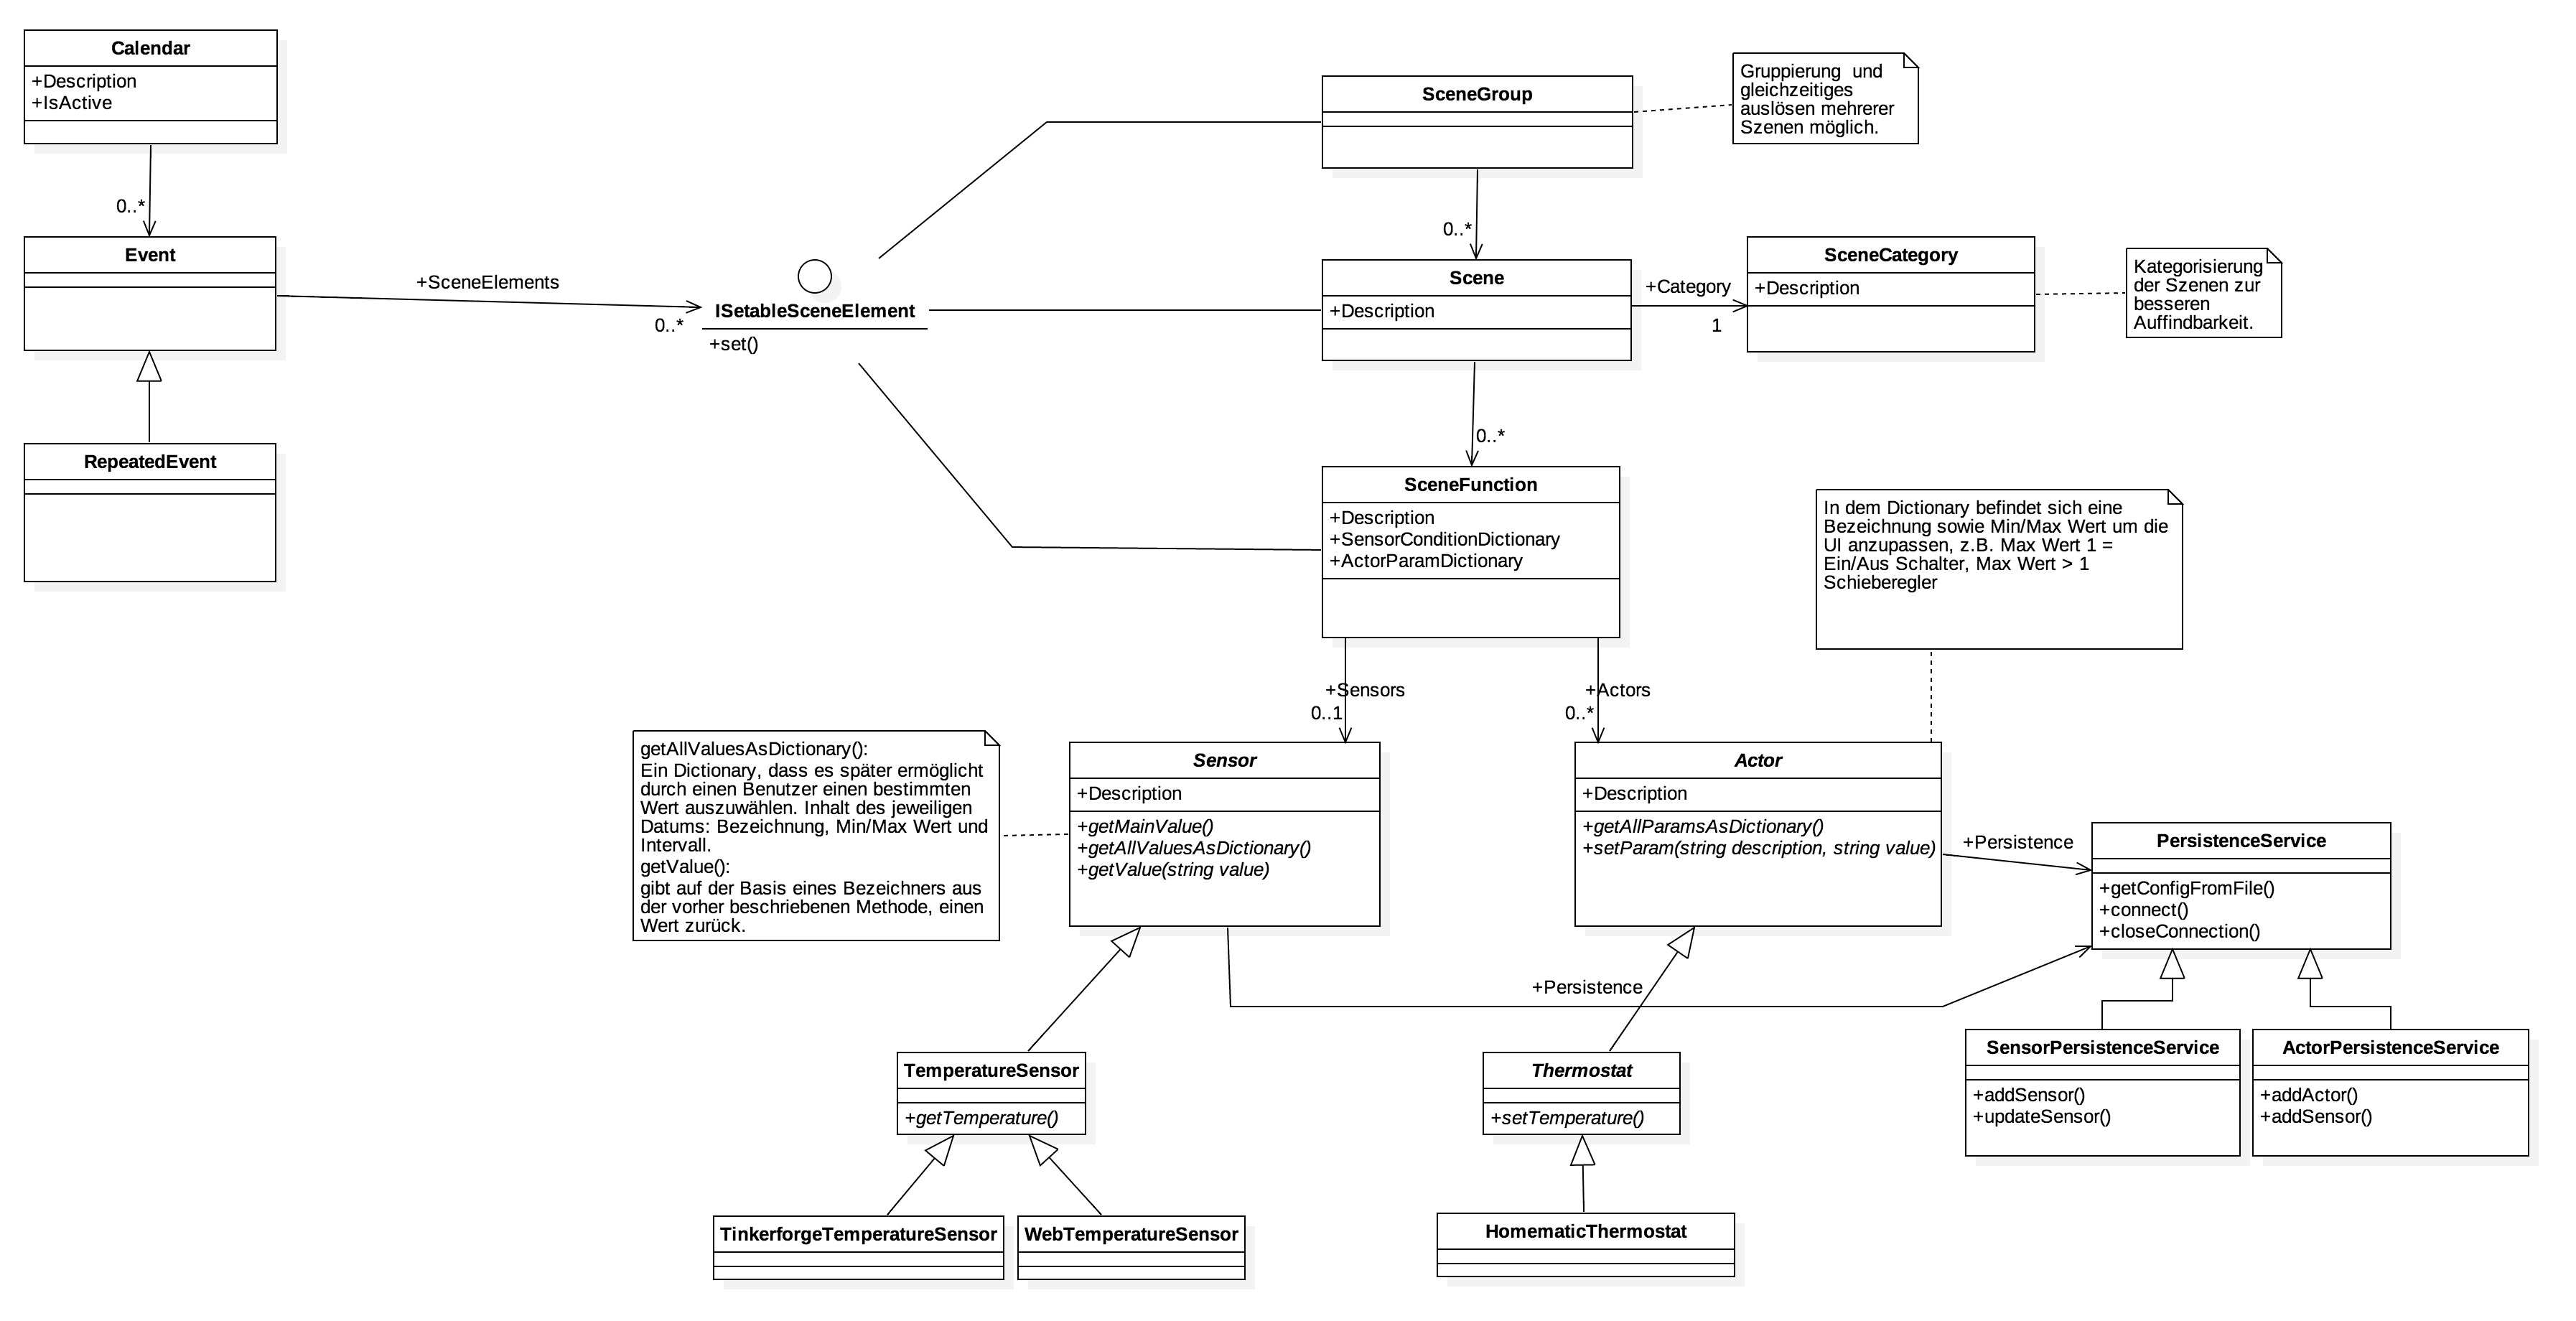 Calendar
+Description
+IsActive
0..*
Event
+SceneElements
0..*
RepeatedEvent
ISetableSceneElement
+set()
SceneGroup
Gruppierung und
gleichzeitiges
auslösen mehrerer
Szenen möglich.
0..*
Scene
+Description
+Category
1
SceneCategory
+Description
Kategorisierung
der Szenen zur
besseren
Auffindbarkeit.
0..*
SceneFunction
+Description
+SensorConditionDictionary
+ActorParamDictionary
In dem Dictionary befindet sich eine
Bezeichnung sowie Min/Max Wert um die
UI anzupassen, z.B. Max Wert 1 =
Ein/Aus Schalter, Max Wert > 1
Schieberegler
+Sensors
0..1
+Actors
0..*
getAllValuesAsDictionary():
Ein Dictionary, dass es später ermöglicht
durch einen Benutzer einen bestimmten
Wert auszuwählen. Inhalt des jeweiligen
Datums: Bezeichnung, Min/Max Wert und
Intervall.
getValue():
gibt auf der Basis eines Bezeichners aus
der vorher beschriebenen Methode, einen
Wert zurück.
Sensor
+Description
+getMainValue()
+getAllValuesAsDictionary()
+getValue(string value)
Actor
+Description
+getAllParamsAsDictionary()
+setParam(string description, string value)
+Persistence
PersistenceService
+getConfigFromFile()
+connect()
+closeConnection()
+Persistence
TemperatureSensor
+getTemperature()
Thermostat
+setTemperature()
SensorPersistenceService
+addSensor()
+updateSensor()
ActorPersistenceService
+addActor()
+addSensor()
TinkerforgeTemperatureSensor
WebTemperatureSensor
HomematicThermostat